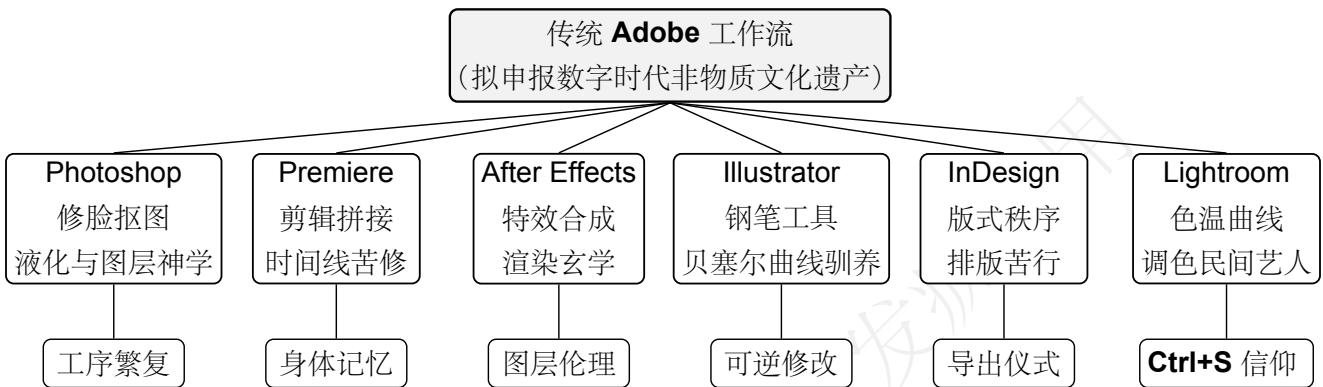 传统 Adobe 工作流
（拟申报数字时代非物质文化遗产）
Photoshop
修脸抠图
液化与图层神学
Premiere
剪辑拼接
时间线苦修
After Effects
特效合成
渲染玄学
Illustrator
钢笔工具
贝塞尔曲线驯养
InDesign
版式秩序
排版苦行
Lightroom
色温曲线
调色民间艺人
工序繁复
身体记忆
图层伦理
可逆修改
导出仪式
Ctrl+S 信仰